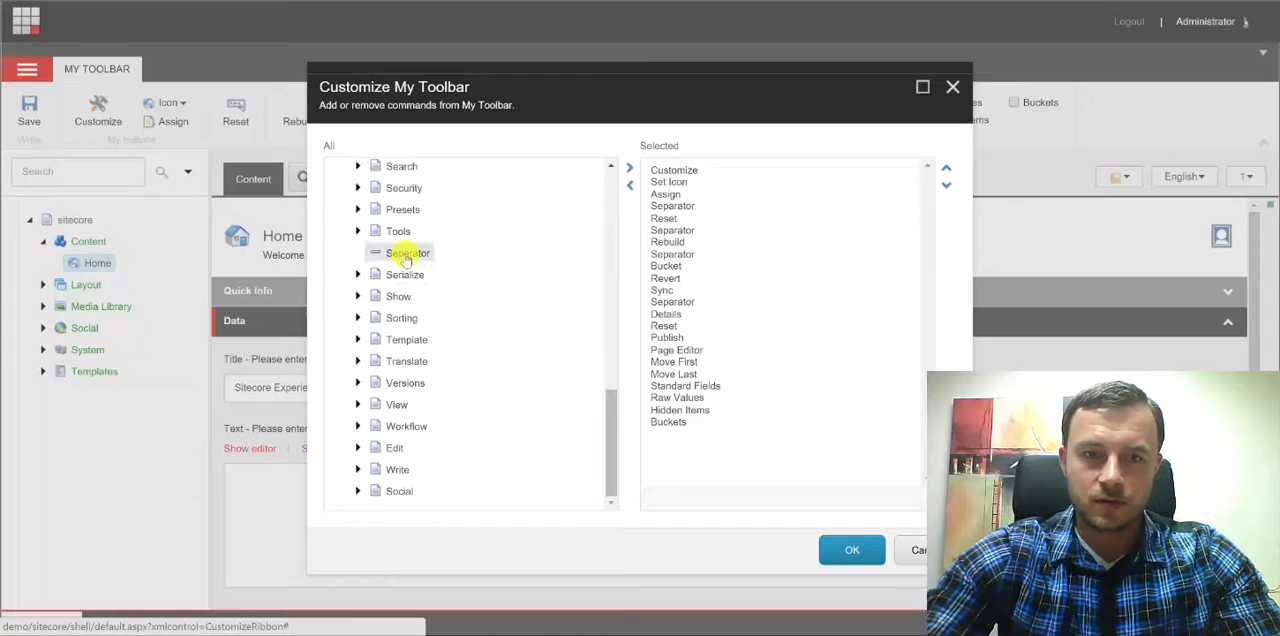 Logout | Administrator
MY TOOLBAR
Save
Customize
Icon
Assign
Reset
Rebu
Buckets
Write
My buttons
Search
Content
English
1
sitecore
Content
Home
Layout
Media Library
Social
System
Templates
Home
Welcome
Quick Info
Data
Title - Please enter
Sitecore Experie
Text - Please enter
Show editor
Customize My Toolbar
Add or remove commands from My Toolbar.
All
Search
Security
Presets
Tools
Separator
Serialize
Show
Sorting
Template
Translate
Versions
View
Workflow
Edit
Write
Social
Selected
Customize
Set Icon
Assign
Separator
Reset
Separator
Rebuild
Separator
Bucket
Revert
Sync
Separator
Details
Reset
Publish
Page Editor
Move First
Move Last
Standard Fields
Raw Values
Hidden Items
Buckets
OK
Can
demo/sitecore/shell/default.aspx?xmlcontrol=CustomizeRibbon#